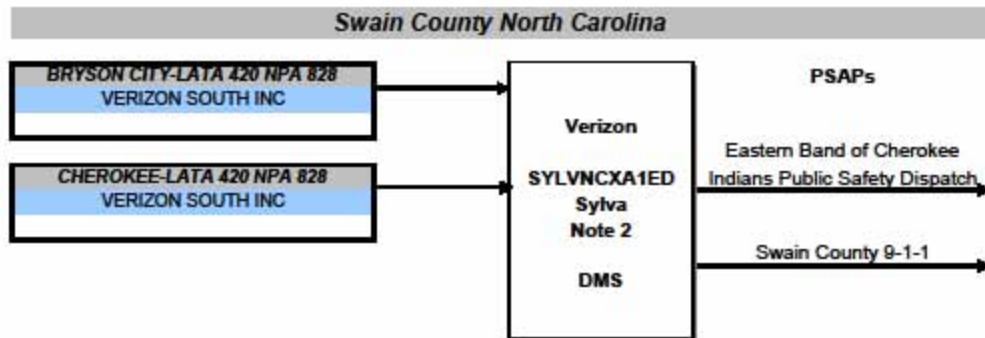 Swain County North Carolina
BRYSON CITY-LATA 420 NPA 828
VERIZON SOUTH INC
CHEROKEE-LATA 420 NPA 828
VERIZON SOUTH INC
Verizon
SYLVNCXA1ED
Sylva
Note 2
DMS
PSAPs
Eastern Band of Cherokee
Indians Public Safety Dispatch
Swain County 9-1-1